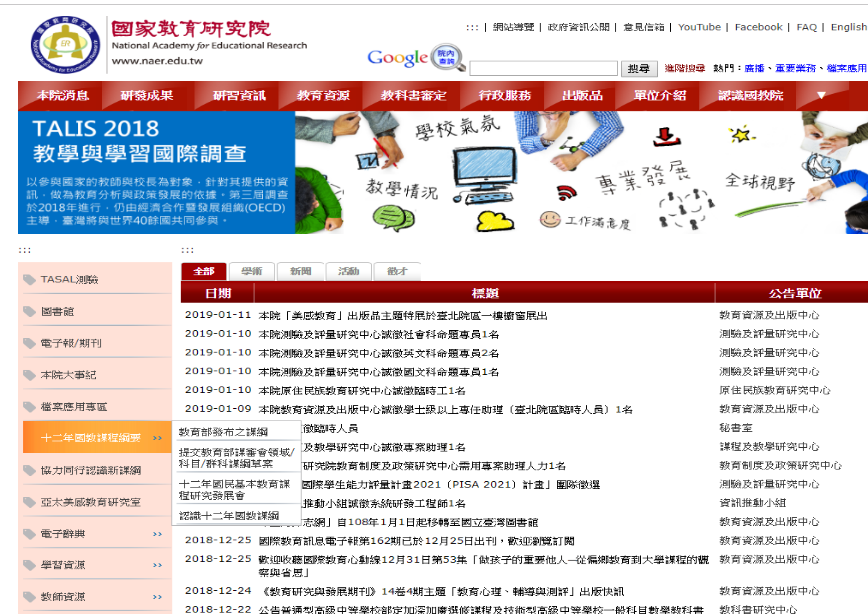 國家教育研究院
National Academy for Educational Research
www.naer.edu.tw
::: | 網站導覽 | 政府資訊公開 | 意見信箱 | YouTube | Facebook | FAQ | English
Google 院內查詢
搜尋 進階搜尋 熱門：廣播、重要業務、檔案應用
本院消息 研發成果 研習資訊 教育資源 教科書審定 行政服務 出版品 單位介紹 認識國教院 ▼
TALIS 2018
教學與學習國際調查
以參與國家的教師與校長為對象，針對其提供的資
訊，做為教育分析與政策發展的依據。第三屆調查
於2018年進行，仍由經濟合作暨發展組織(OECD)
主導，臺灣將與世界40餘國共同參與。
學校氣氛
教學情況
工作滿意度
專業發展
全球視野
:::
TASAL測驗
圖書館
電子報/期刊
本院大事紀
檔案應用專區
十二年國教課程綱要 >>
協力同行認識新課綱
亞太美感教育研究室
電子辭典 >>
學習資源 >>
教師資源 >>
教育部發布之課綱
提交教育部課審會領域/
科目/群科課綱草案
十二年國民基本教育課
程研究發展會
認識十二年國教課綱
:::
全部 學術 新聞 活動 徵才
日期 標題 公告單位
2019-01-11 本院「美感教育」出版品主題特展於臺北院區一樓櫥窗展出 教育資源及出版中心
2019-01-10 本院測驗及評量研究中心誠徵社會科命題專員1名 測驗及評量研究中心
2019-01-10 本院測驗及評量研究中心誠徵英文科命題專員2名 測驗及評量研究中心
2019-01-10 本院測驗及評量研究中心誠徵國文科命題專員1名 測驗及評量研究中心
2019-01-10 本院原住民族教育研究中心誠徵臨時工1名 原住民族教育研究中心
2019-01-09 本院教育資源及出版中心誠徵學士級以上專任助理（臺北院區臨時人員）1名 教育資源及出版中心
徵臨時人員 秘書室
及教學研究中心誠徵專案助理1名 課程及教學研究中心
研究院教育制度及政策研究中心需用專案助理人力1名 教育制度及政策研究中心
國際學生能力評量計畫2021（PISA 2021）計畫」團隊徵選 測驗及評量研究中心
推動小組誠徵系統研發工程師1名 資訊推動小組
志網」自108年1月1日起移轉至國立臺灣圖書館 教育資源及出版中心
2018-12-25 國際教育訊息電子報第162期已於12月25日出刊，歡迎瀏覽訂閱 教育資源及出版中心
2018-12-25 歡迎收聽國際教育心動線12月31日第53集「做孩子的重要他人─從偏鄉教育到大學課程的觀
察與省思」 教育資源及出版中心
2018-12-24 《教育研究與發展期刊》14卷4期主題「教育心理、輔導與測評」出版快訊 教育資源及出版中心
2018-12-22 公告普通型高級中等學校部定加深加廣選修課程及技術型高級中等學校一般科目數學教科書 教科書研究中心